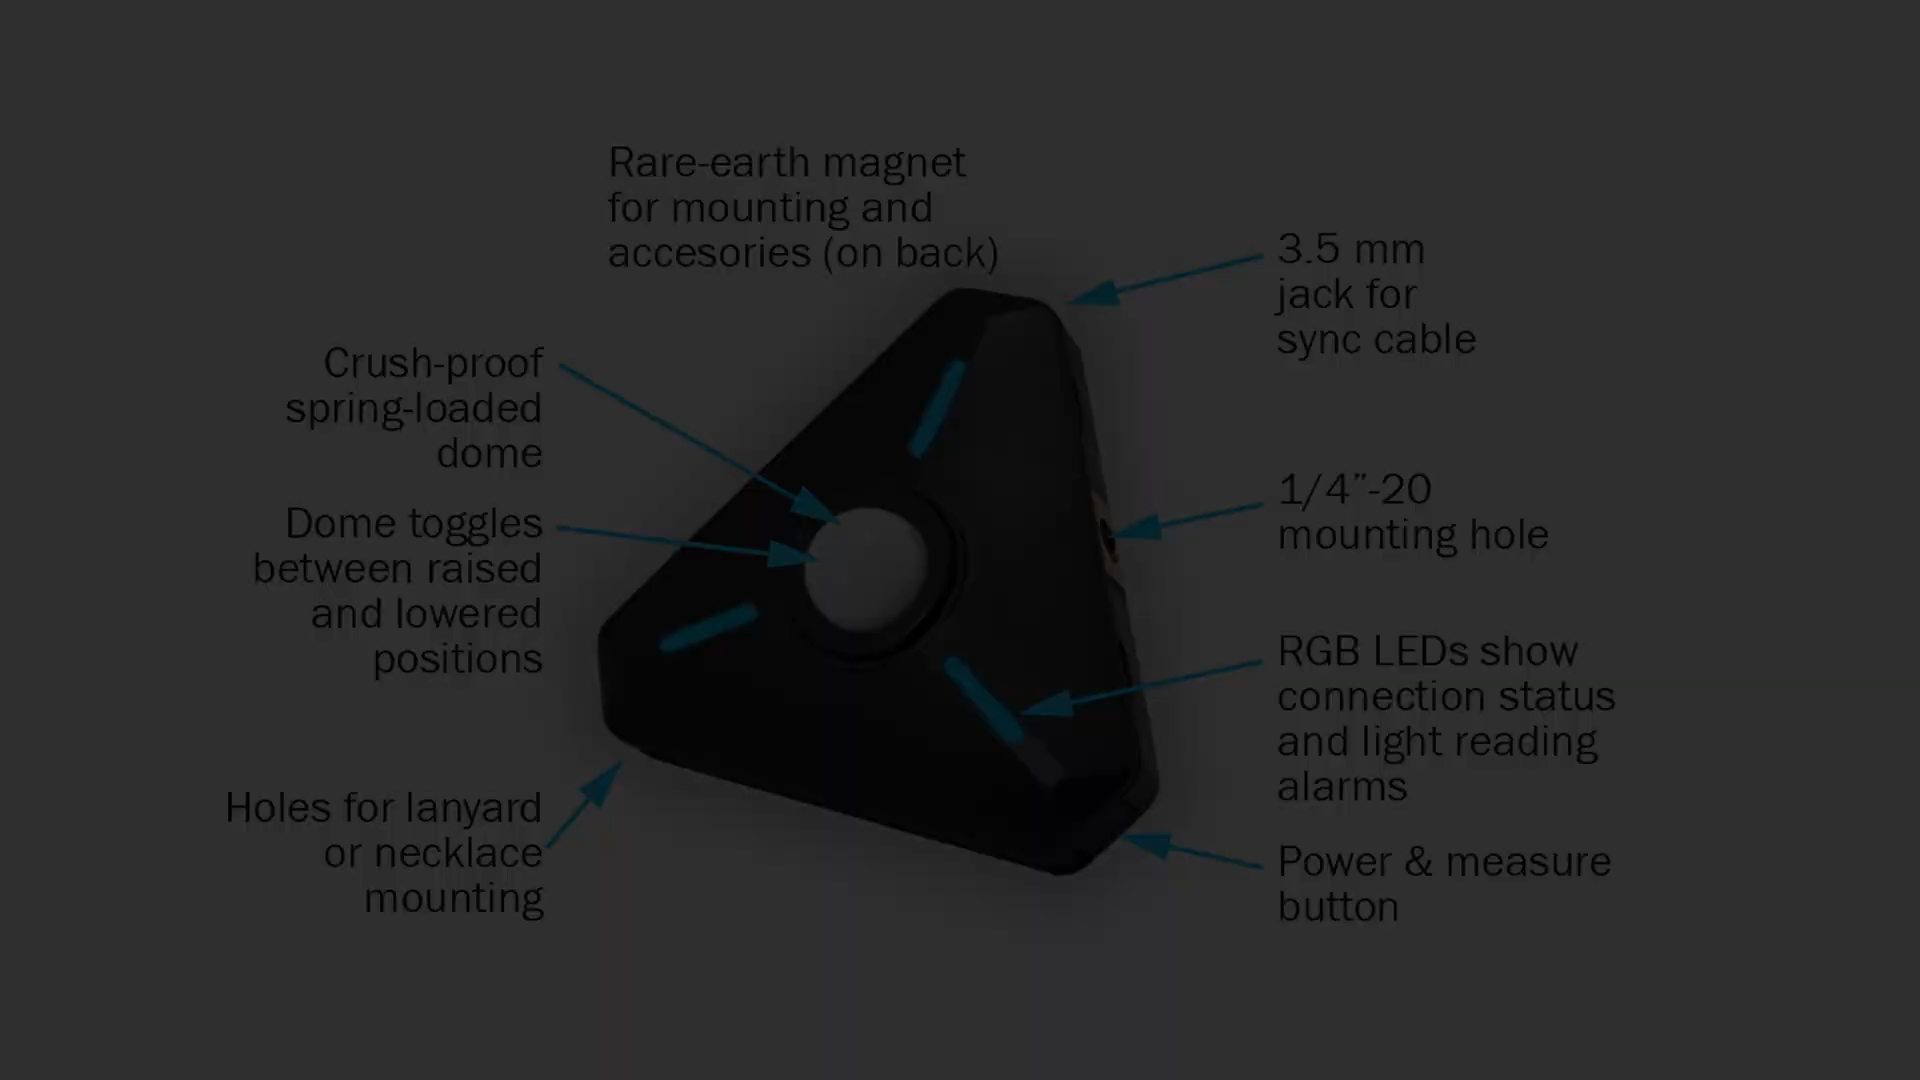 Rare-earth magnet
for mounting and
accesories (on back)
3.5 mm
jack for
sync cable
Crush-proof
spring-loaded
dome
1/4”-20
mounting hole
Dome toggles
between raised
and lowered
positions
RGB LEDs show
connection status
and light reading
alarms
Holes for lanyard
or necklace
mounting
Power & measure
button